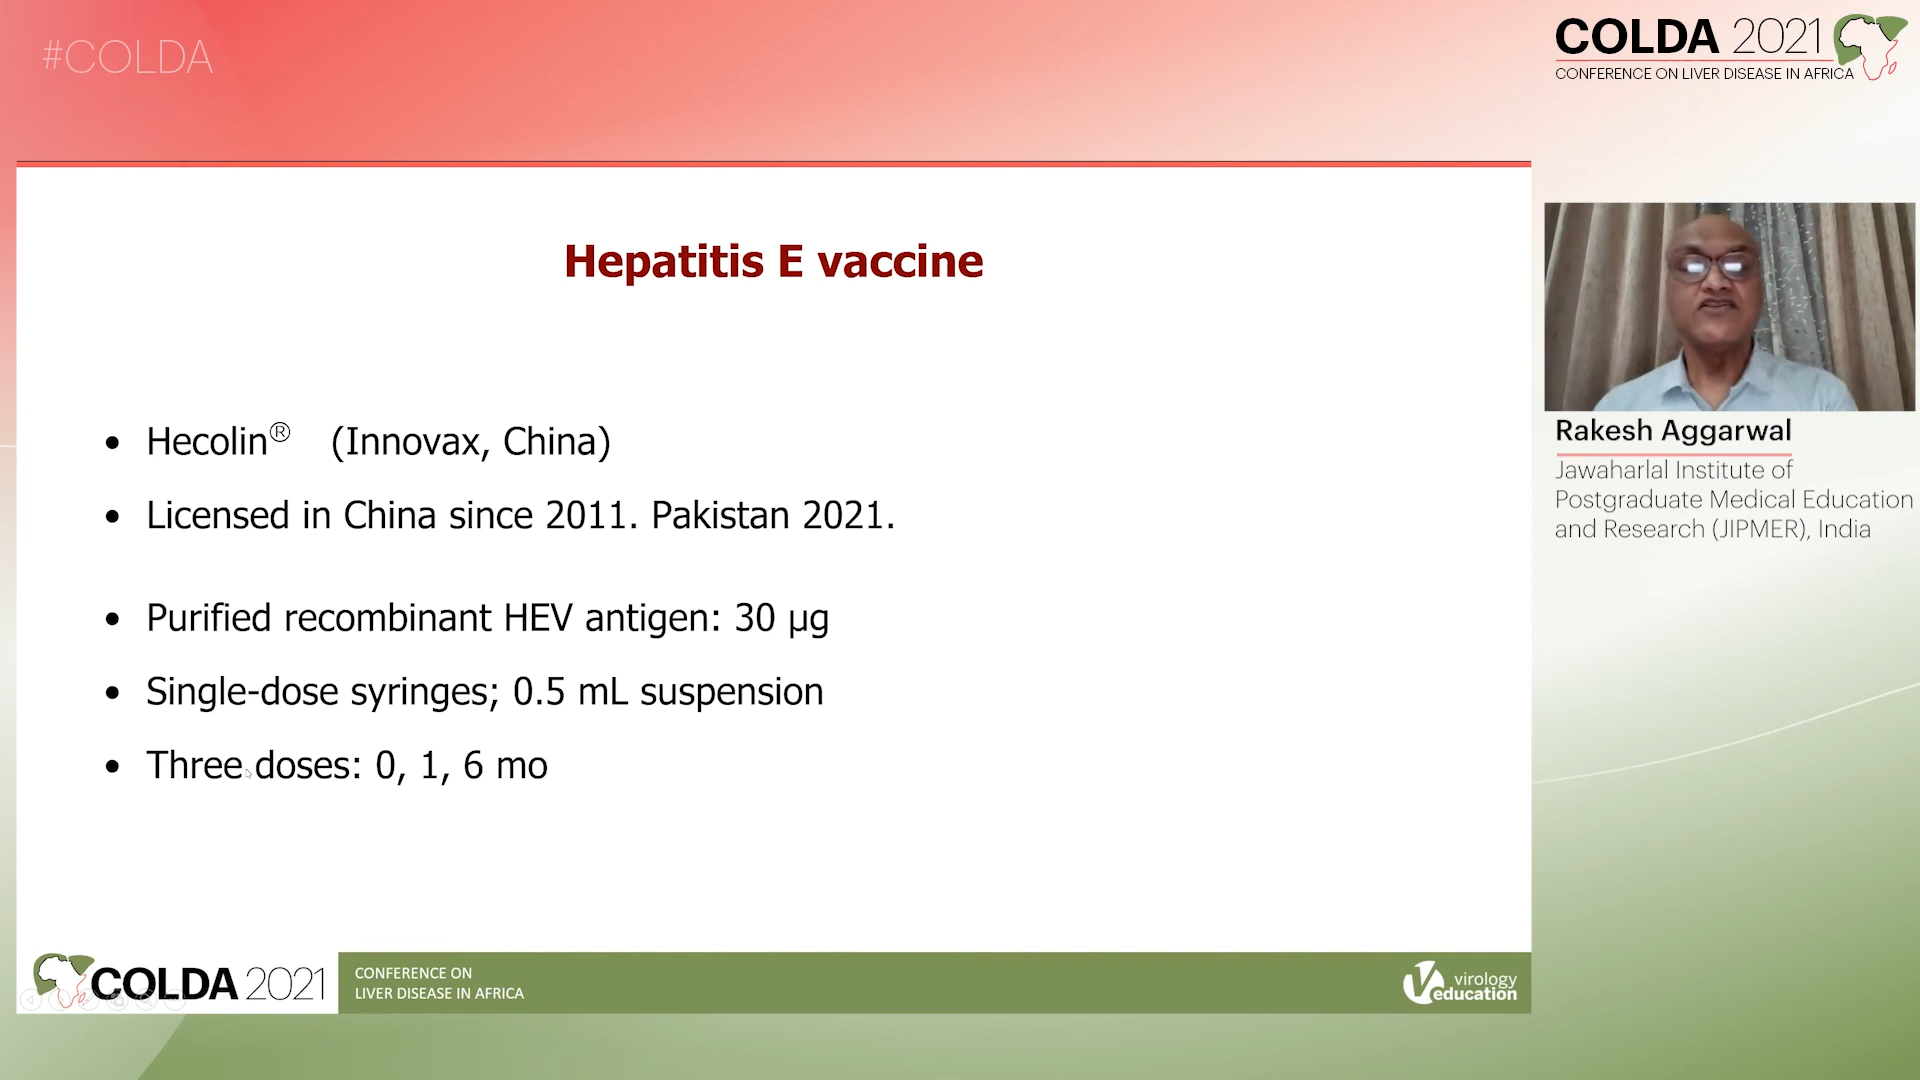 #COLDA
COLDA 2021
CONFERENCE ON LIVER DISEASE IN AFRICA
Hepatitis E vaccine
• Hecolin® (Innovax, China)
• Licensed in China since 2011. Pakistan 2021.
• Purified recombinant HEV antigen: 30 µg
• Single-dose syringes; 0.5 mL suspension
• Three doses: 0, 1, 6 mo
Rakesh Aggarwal
Jawaharlal Institute of
Postgraduate Medical Education
and Research (JIPMER), India
COLDA 2021
CONFERENCE ON
LIVER DISEASE IN AFRICA
virology
education